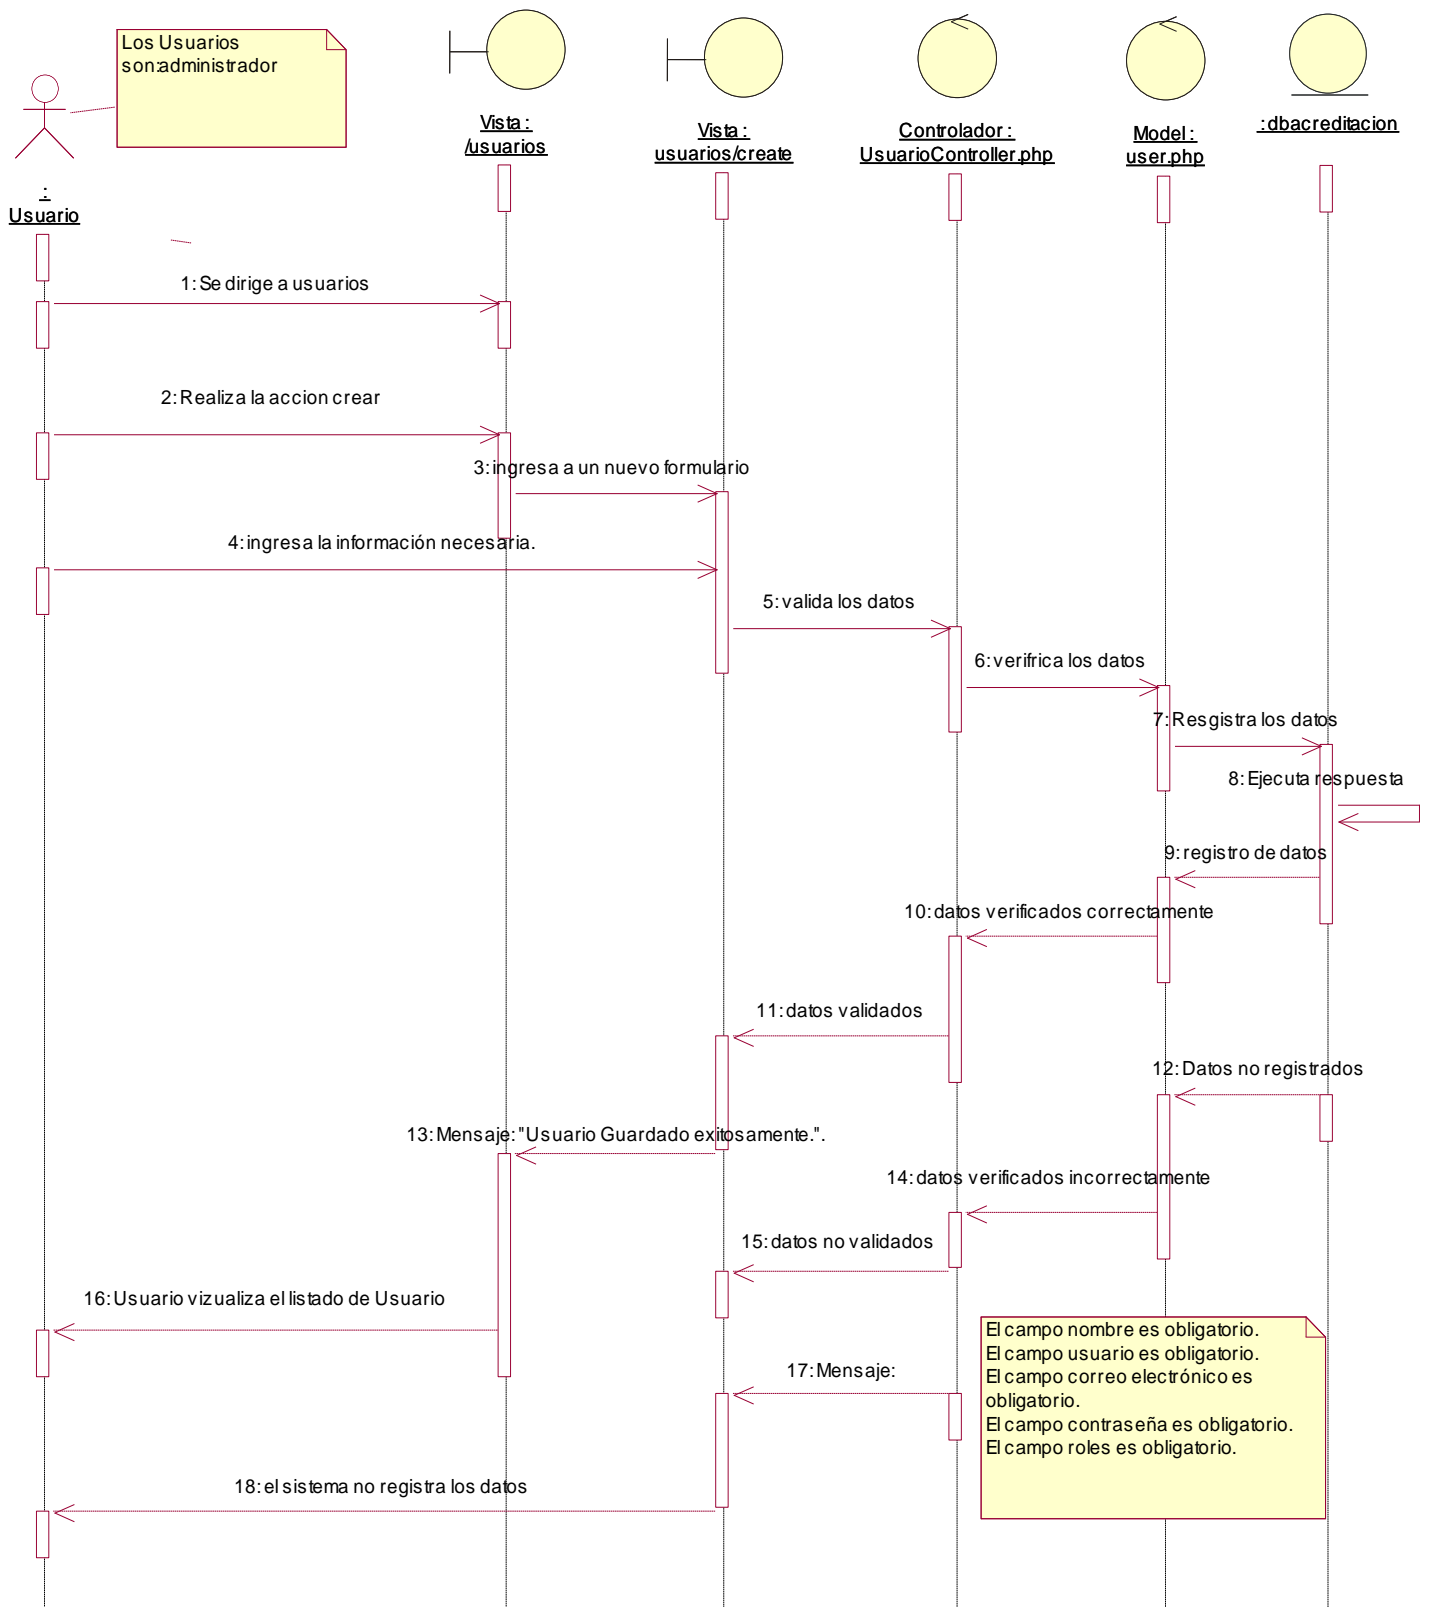 Los Usuarios
son:administrador
Vista :
/usuarios
Vista :
usuarios/create
Controlador :
UsuarioController.php
Model :
user.php
:dbacreditacion
:
Usuario
1: Se dirige a usuarios
2: Realiza la accion crear
3: ingresa a un nuevo formulario
4: ingresa la información necesaria.
5: valida los datos
6: verifrica los datos
7: Resgistra los datos
8: Ejecuta respuesta
9: registro de datos
10: datos verificados correctamente
11: datos validados
12: Datos no registrados
13: Mensaje: "Usuario Guardado exitosamente.".
14: datos verificados incorrectamente
15: datos no validados
16: Usuario vizualiza el listado de Usuario
El campo nombre es obligatorio.
El campo usuario es obligatorio.
El campo correo electrónico es
obligatorio.
El campo contraseña es obligatorio.
El campo roles es obligatorio.
17: Mensaje:
18: el sistema no registra los datos